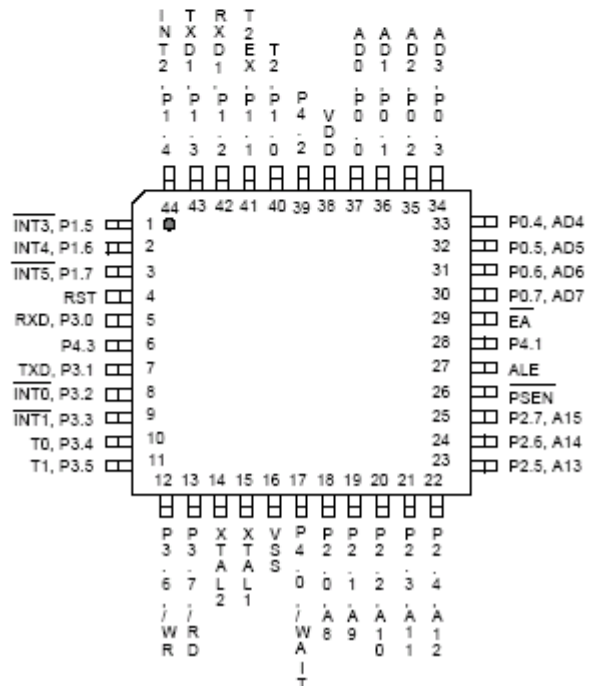 INT2, P1.4
TXD1, P1.3
RXD1, P1.2
T2EX, P1.1
T2, P1.0
P4.2
VDD
AD0, P0.0
AD1, P0.1
AD2, P0.2
AD3, P0.3
44 43 42 41 40 39 38 37 36 35 34
INT3, P1.5 1
INT4, P1.6 2
INT5, P1.7 3
RST 4
RXD, P3.0 5
P4.3 6
TXD, P3.1 7
INT0, P3.2 8
INT1, P3.3 9
T0, P3.4 10
T1, P3.5 11
33 P0.4, AD4
32 P0.5, AD5
31 P0.6, AD6
30 P0.7, AD7
29 EA
28 P4.1
27 ALE
26 PSEN
25 P2.7, A15
24 P2.6, A14
23 P2.5, A13
12 13 14 15 16 17 18 19 20 21 22
P3.6, /WR
P3.7, /RD
XTAL2
XTAL1
VSS
P4.0, /WAIT
P2.0, A8
P2.1, A9
P2.2, A10
P2.3, A11
P2.4, A12